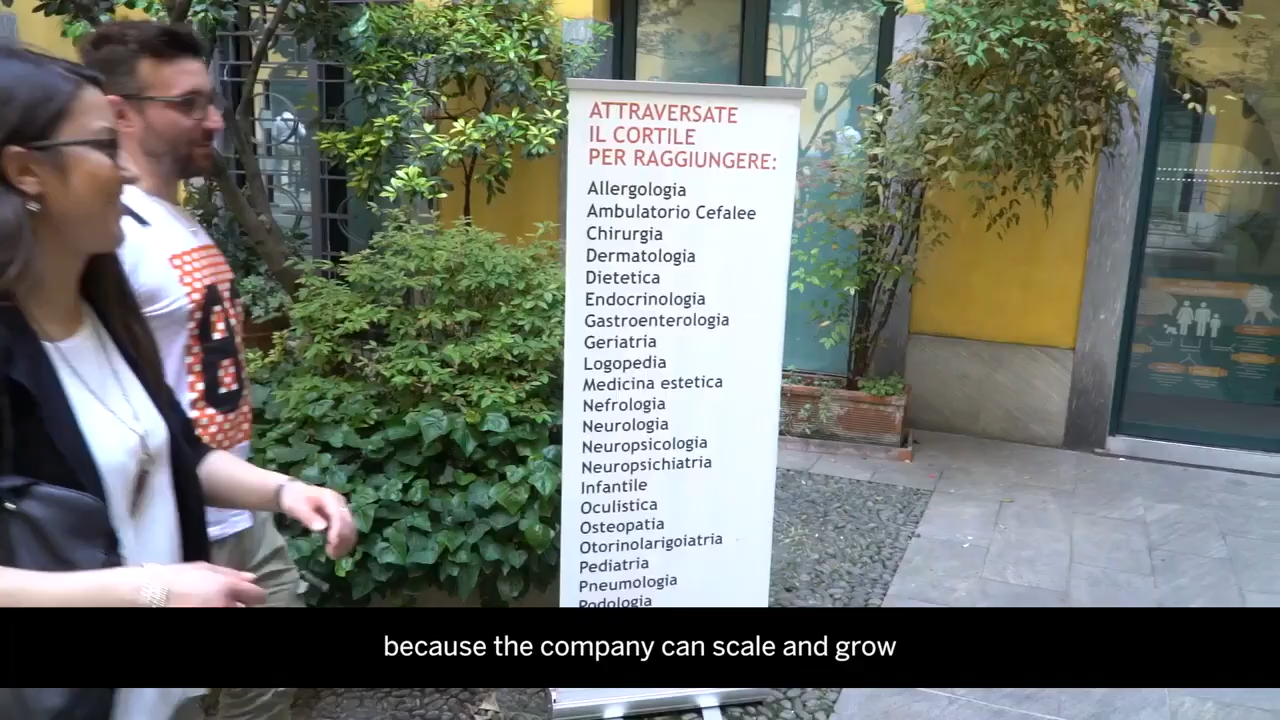 ATTRAVERSATE
IL CORTILE
PER RAGGIUNGERE:
Allergologia
Ambulatorio Cefalee
Chirurgia
Dermatologia
Dietetica
Endocrinologia
Gastroenterologia
Geriatria
Logopedia
Medicina estetica
Nefrologia
Neurologia
Neuropsicologia
Neuropsichiatria
Infantile
Oculistica
Osteopatia
Otorinolarigoiatria
Pediatria
Pneumologia
Podologia
because the company can scale and grow